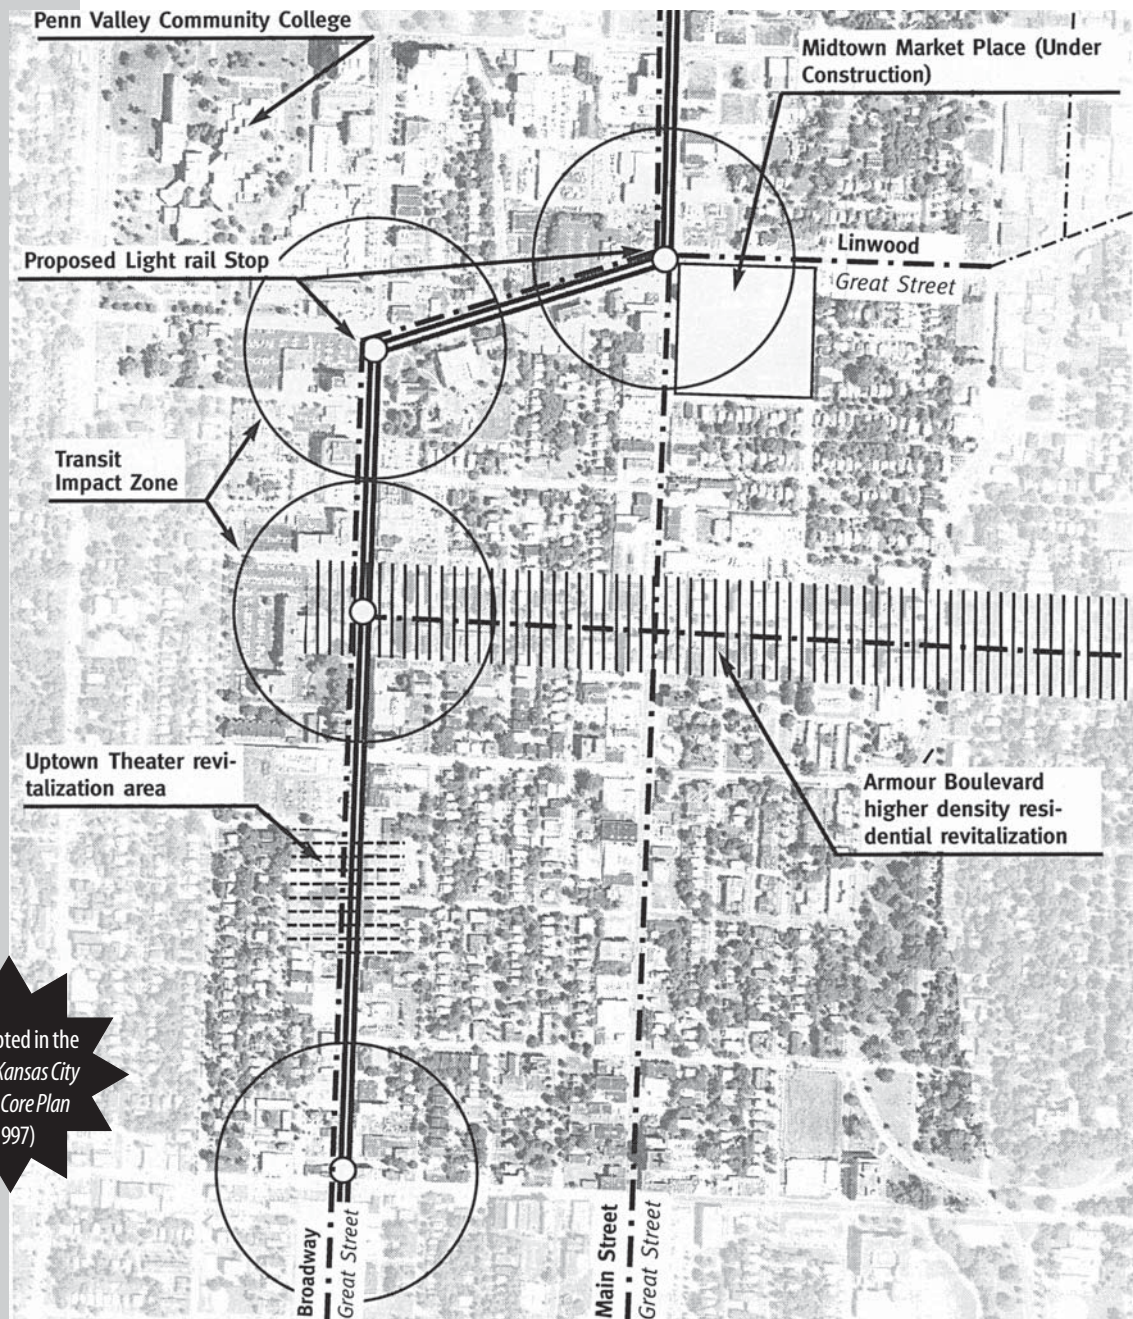 Penn Valley Community College
Midtown Market Place (Under
Construction)
Linwood
Great Street
Proposed Light rail Stop
Transit
Impact Zone
Uptown Theater revi-
talization area
Armour Boulevard
higher density resi-
dential revitalization
pted in the
Kansas City
Core Plan
997)
Broadway
Great Street
Main Street
Great Street